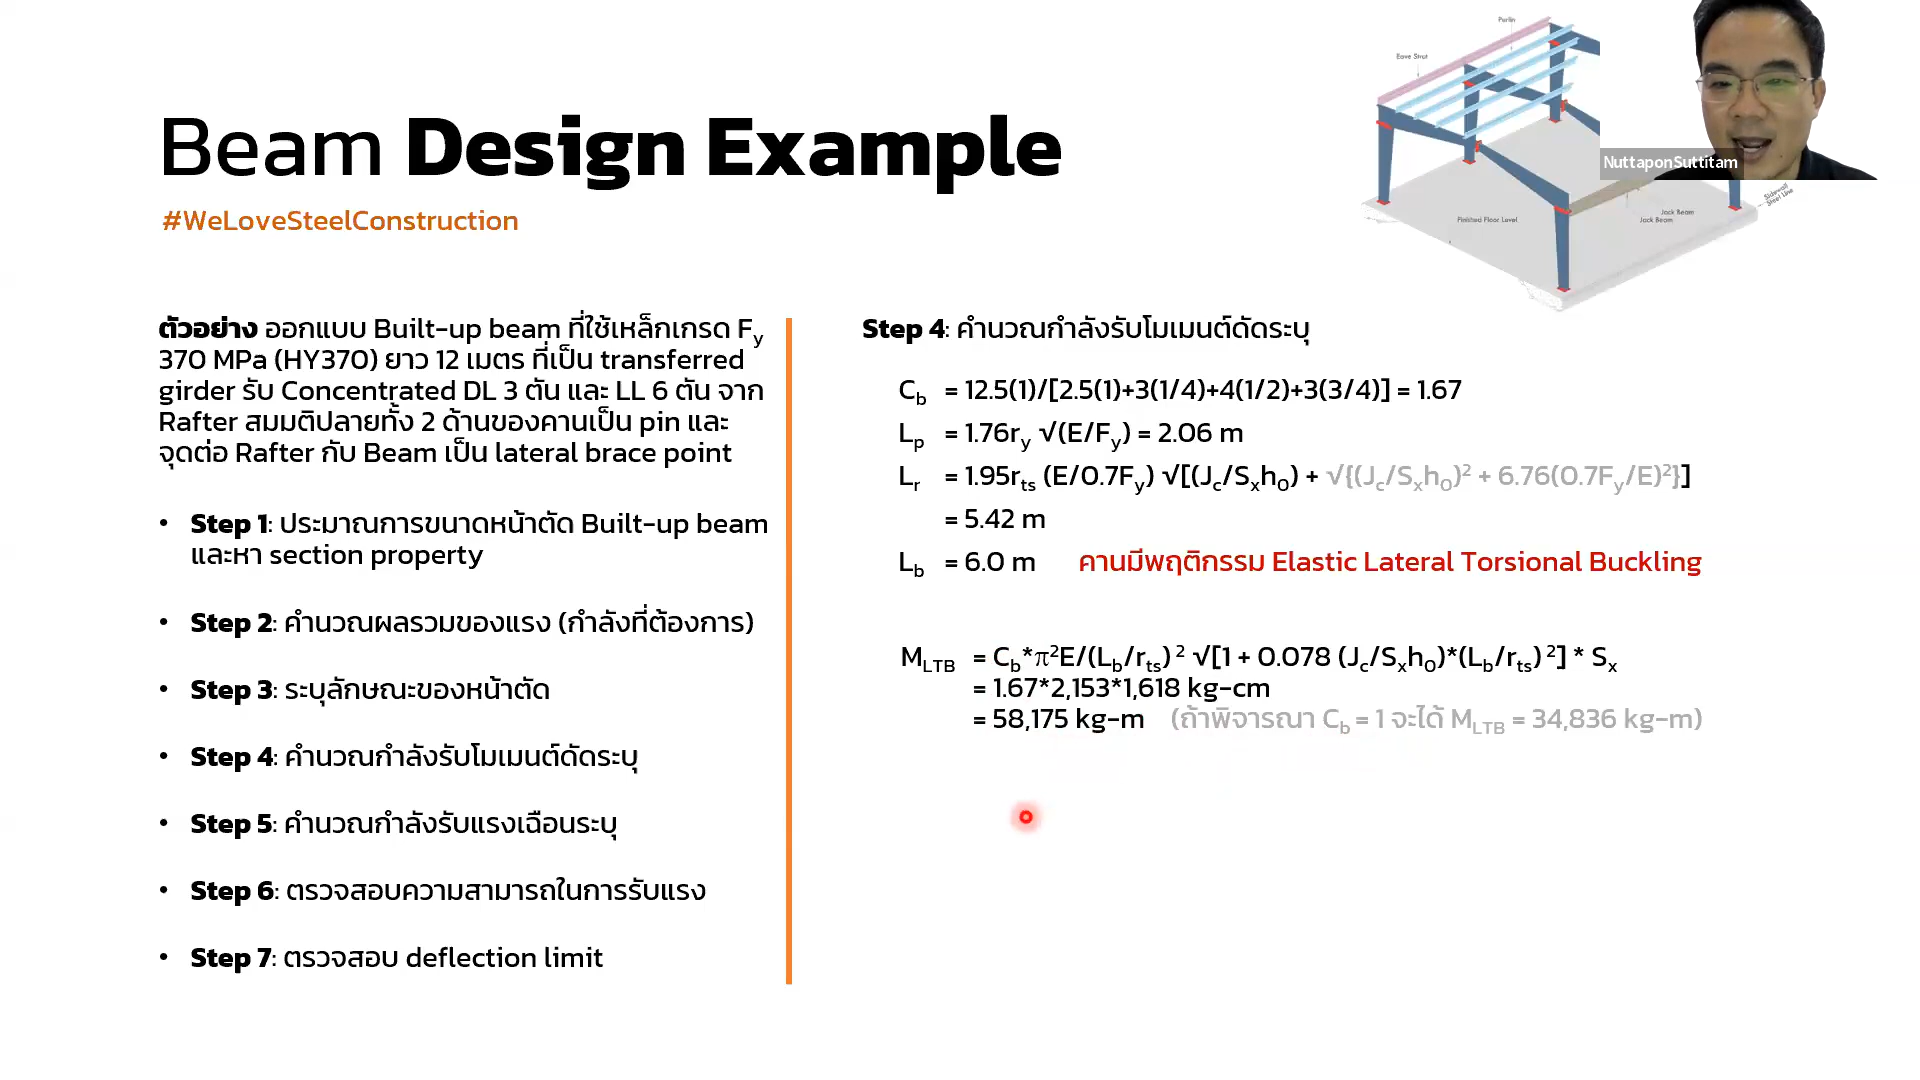 Beam Design Example
#WeLoveSteelConstruction
Purlin
Eave Strut
Finished Floor Level
Jack Beam
Jack Beam
Sidewall
Steel Line
NuttaponSuttitam
ตัวอย่าง ออกแบบ Built-up beam ที่ใช้เหล็กเกรด Fy
370 MPa (HY370) ยาว 12 เมตร ที่เป็น transferred
girder รับ Concentrated DL 3 ตัน และ LL 6 ตัน จาก
Rafter สมมติปลายทั้ง 2 ด้านของคานเป็น pin และ
จุดต่อ Rafter กับ Beam เป็น lateral brace point
• Step 1: ประมาณการขนาดหน้าตัด Built-up beam
และหา section property
• Step 2: คำนวณผลรวมของแรง (กำลังที่ต้องการ)
• Step 3: ระบุลักษณะของหน้าตัด
• Step 4: คำนวณกำลังรับโมเมนต์ดัดระบุ
• Step 5: คำนวณกำลังรับแรงเฉือนระบุ
• Step 6: ตรวจสอบความสามารถในการรับแรง
• Step 7: ตรวจสอบ deflection limit
Step 4: คำนวณกำลังรับโมเมนต์ดัดระบุ
Cb = 12.5(1)/[2.5(1)+3(1/4)+4(1/2)+3(3/4)] = 1.67
Lp = 1.76ry √(E/Fy) = 2.06 m
Lr = 1.95rts (E/0.7Fy) √[(Jc/Sxh0) + √{(Jc/Sxh0)² + 6.76(0.7Fy/E)²}]
= 5.42 m
Lb = 6.0 m คานมีพฤติกรรม Elastic Lateral Torsional Buckling
MLTB = Cb*π²E/(Lb/rts) ² √[1 + 0.078 (Jc/Sxh0)*(Lb/rts) ²] * Sx
= 1.67*2,153*1,618 kg-cm
= 58,175 kg-m (ถ้าพิจารณา Cb = 1 จะได้ MLTB = 34,836 kg-m)